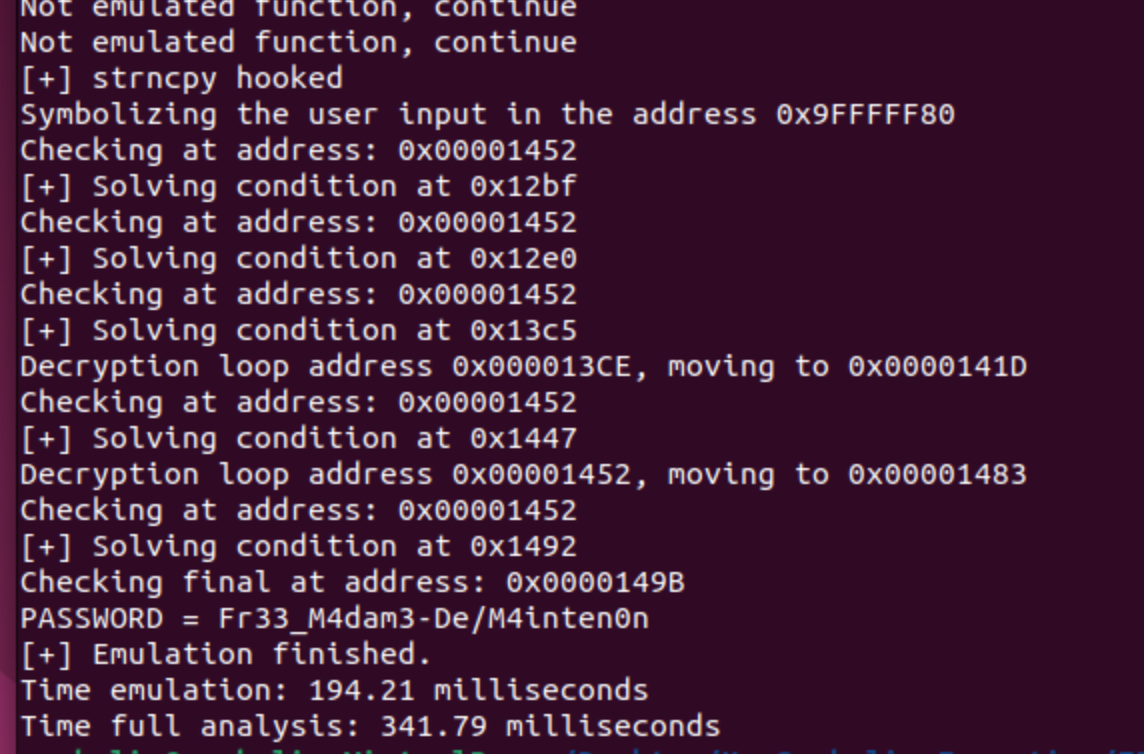 Not emulated function, continue
Not emulated function, continue
[+] strncpy hooked
Symbolizing the user input in the address 0x9FFFFF80
Checking at address: 0x00001452
[+] Solving condition at 0x12bf
Checking at address: 0x00001452
[+] Solving condition at 0x12e0
Checking at address: 0x00001452
[+] Solving condition at 0x13c5
Decryption loop address 0x000013CE, moving to 0x0000141D
Checking at address: 0x00001452
[+] Solving condition at 0x1447
Decryption loop address 0x00001452, moving to 0x00001483
Checking at address: 0x00001452
[+] Solving condition at 0x1492
Checking final at address: 0x0000149B
PASSWORD = Fr33_M4dam3-De/M4inten0n
[+] Emulation finished.
Time emulation: 194.21 milliseconds
Time full analysis: 341.79 milliseconds